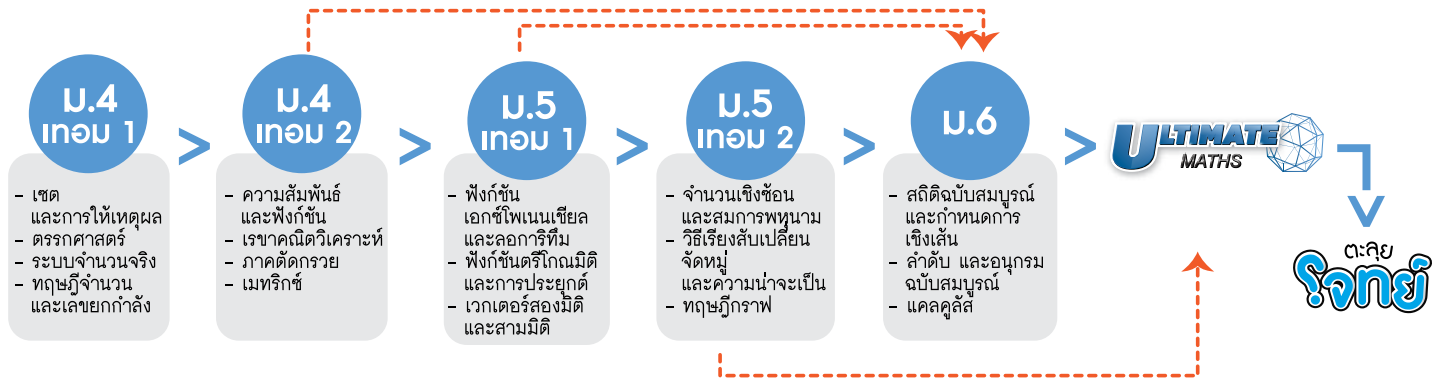 ม.4
เทอม 1
- เซต
และการให้เหตุผล
- ตรรกศาสตร์
- ระบบจำนวนจริง
- ทฤษฎีจำนวน
และเลขยกกำลัง
>
ม.4
เทอม 2
- ความสัมพันธ์
และฟังก์ชัน
- เรขาคณิตวิเคราะห์
- ภาคตัดกรวย
- เมทริกซ์
>
ม.5
เทอม 1
- ฟังก์ชัน
เอกซ์โพเนนเชียล
และลอการิทึม
- ฟังก์ชันตรีโกณมิติ
และการประยุกต์
- เวกเตอร์สองมิติ
และสามมิติ
>
ม.5
เทอม 2
- จำนวนเชิงซ้อน
และสมการพหุนาม
- วิธีเรียงสับเปลี่ยน
จัดหมู่
และความน่าจะเป็น
- ทฤษฎีกราฟ
>
ม.6
- สถิติฉบับสมบูรณ์
และกำหนดการ
เชิงเส้น
- ลำดับ และอนุกรม
ฉบับสมบูรณ์
- แคลคูลัส
>
ULTIMATE
MATHS
ตะลุย
โจทย์